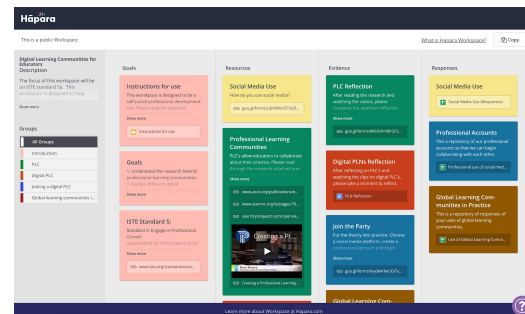 Hāpara
This is a public Workspace
What is Hapara Workspace?
Copy
Digital Learning Communities for
Educators
Description
The focus of this workspace will be
on ISTE standard 5a. This
workspace is designed to help
Show more
Groups
All Groups
Introduction
PLC
Digital PLC
Joining a digital PLC
Global learning communities i...
Goals
Instructions for use
This workspace is designed to be a
self-paced professional development
Show more
Instructions for use
Goals
1. Understand the research behind
professional learning communities.
2. Explore different digital
Show more
ISTE Standard 5:
Standard 5: Engage in Professional
Growth
Show more
Resources
Social Media Use
How do you use social media?
Professional Learning
Communities
PLC's allow educators to collaborate
about their practice. Please read
through the research attached and
Show more
Creating a Pr
Creating a Professional Learning ...
Evidence
PLC Reflection
After reading the research and
watching the videos, please
complete the attached reflection
Show more
Digital PLNs Reflection
After reflecting on PLC's and
watching the clips on digital PLC's,
please take a moment to reflect.
PLN Reflection
Join the Party
Put the theory into practice. Choose
a social media platform, create a
professional account and begin
Show more
Global Learning Com-
Responses
Social Media Use
Social Media Use (Responses)
Professional Accounts
This is a repository of our professional
accounts so that we can begin
collaborating with each other.
Professional use of social med...
Global Learning Com-
munities in Practice
This is a repository of responses of
your uses of global learning
communities.
Use of Global Learning Comm...
Learn more about Workspace at Hapara.com
?